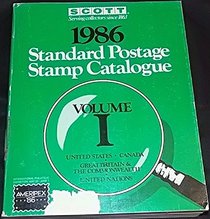 SCOTT
Serving collectors since 1863
1986
Standard Postage
Stamp Catalogue
VOLUME
1
UNITED STATES · CANADA
GREAT BRITAIN &
THE COMMONWEALTH
UNITED NATIONS
AMERIPEX
86